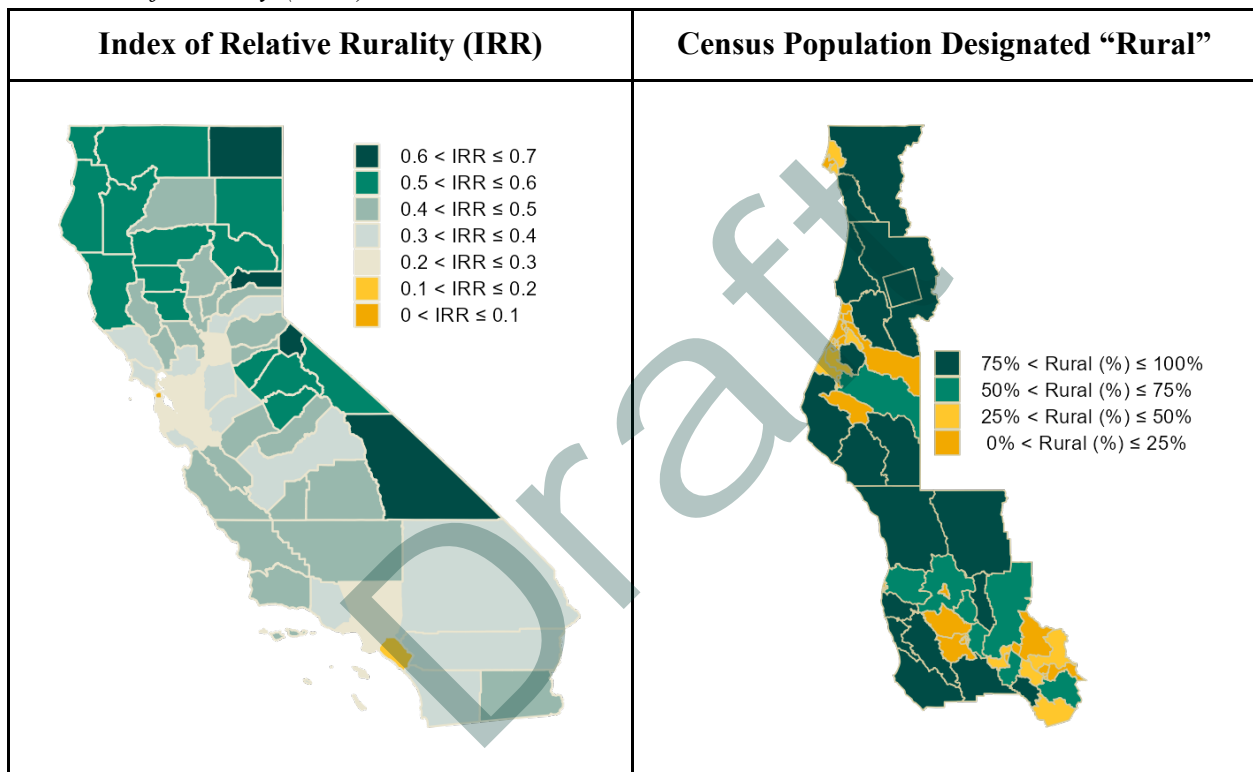 Index of Relative Rurality (IRR)
Census Population Designated “Rural”
0.6 < IRR ≤ 0.7
0.5 < IRR ≤ 0.6
0.4 < IRR ≤ 0.5
0.3 < IRR ≤ 0.4
0.2 < IRR ≤ 0.3
0.1 < IRR ≤ 0.2
0 < IRR ≤ 0.1
75% < Rural (%) ≤ 100%
50% < Rural (%) ≤ 75%
25% < Rural (%) ≤ 50%
0% < Rural (%) ≤ 25%
Draft